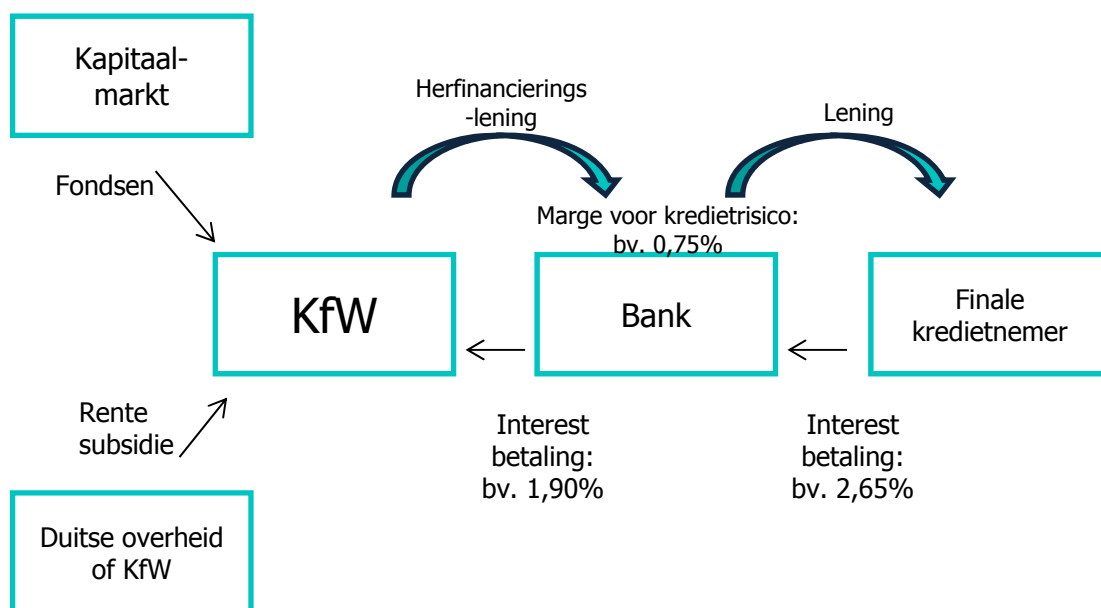 Kapitaal-
markt
Herfinancierings
-lening
Lening
Fondsen
Marge voor kredietrisico:
bv. 0,75%
KfW
Bank
Finale
kredietnemer
Rente
subsidie
Interest
betaling:
bv. 1,90%
Interest
betaling:
bv. 2,65%
Duitse overheid
of KfW